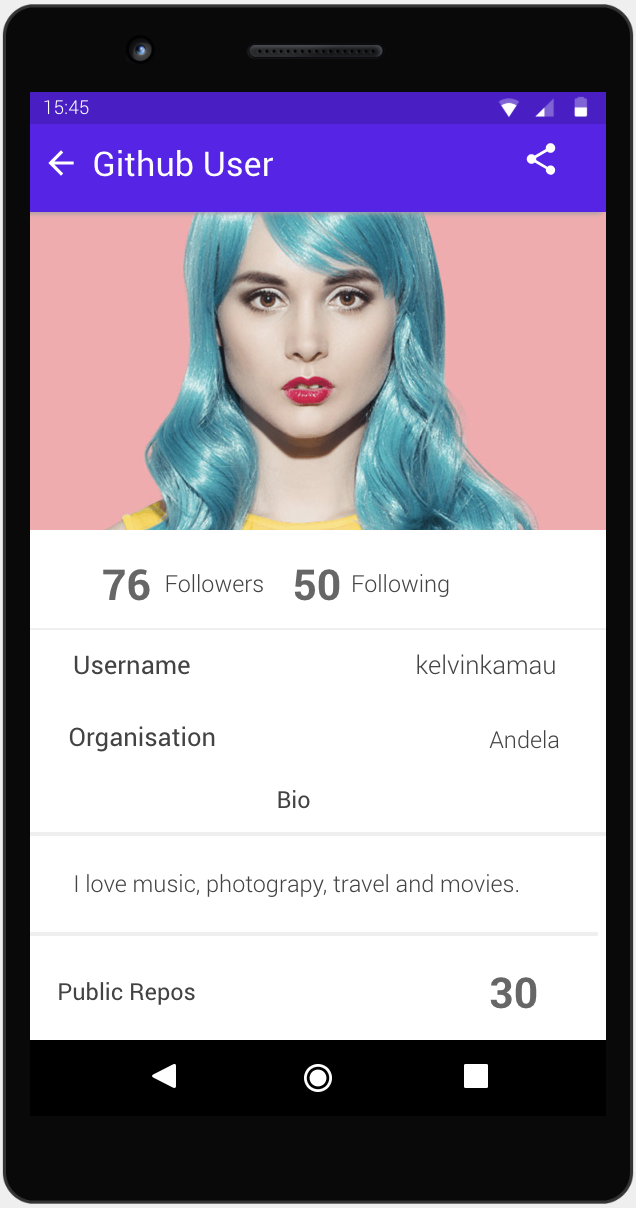 15:45
Github User
76 Followers 50 Following
Username kelvinkamau
Organisation Andela
Bio
I love music, photograpy, travel and movies.
Public Repos 30